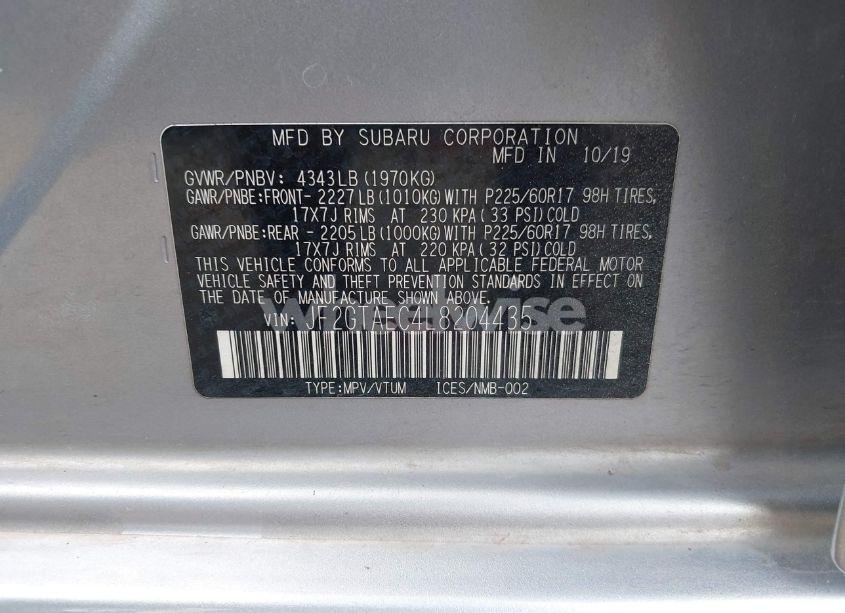 MFD BY SUBARU CORPORATION
MFD IN 10/19
GVWR/PNBV: 4343LB (1970KG)
GAWR/PNBE:FRONT- 2227LB (1010KG) WITH P225/60R17 98H TIRES,
17X7J RIMS AT 230 KPA( 33 PSI)COLD
GAWR/PNBE:REAR - 2205LB (1000KG) WITH P225/60R17 98H TIRES,
17X7J RIMS AT 220 KPA( 32 PSI)COLD
THIS VEHICLE CONFORMS TO ALL APPLICABLE FEDERAL MOTOR
VEHICLE SAFETY AND THEFT PREVENTION STANDARDS IN EFFECT
ON THE DATE OF MANUFACTURE SHOWN ABOVE.
VIN: JF2GTAEC4L8204435
TYPE:MPV/VTUM ICES/NMB-002